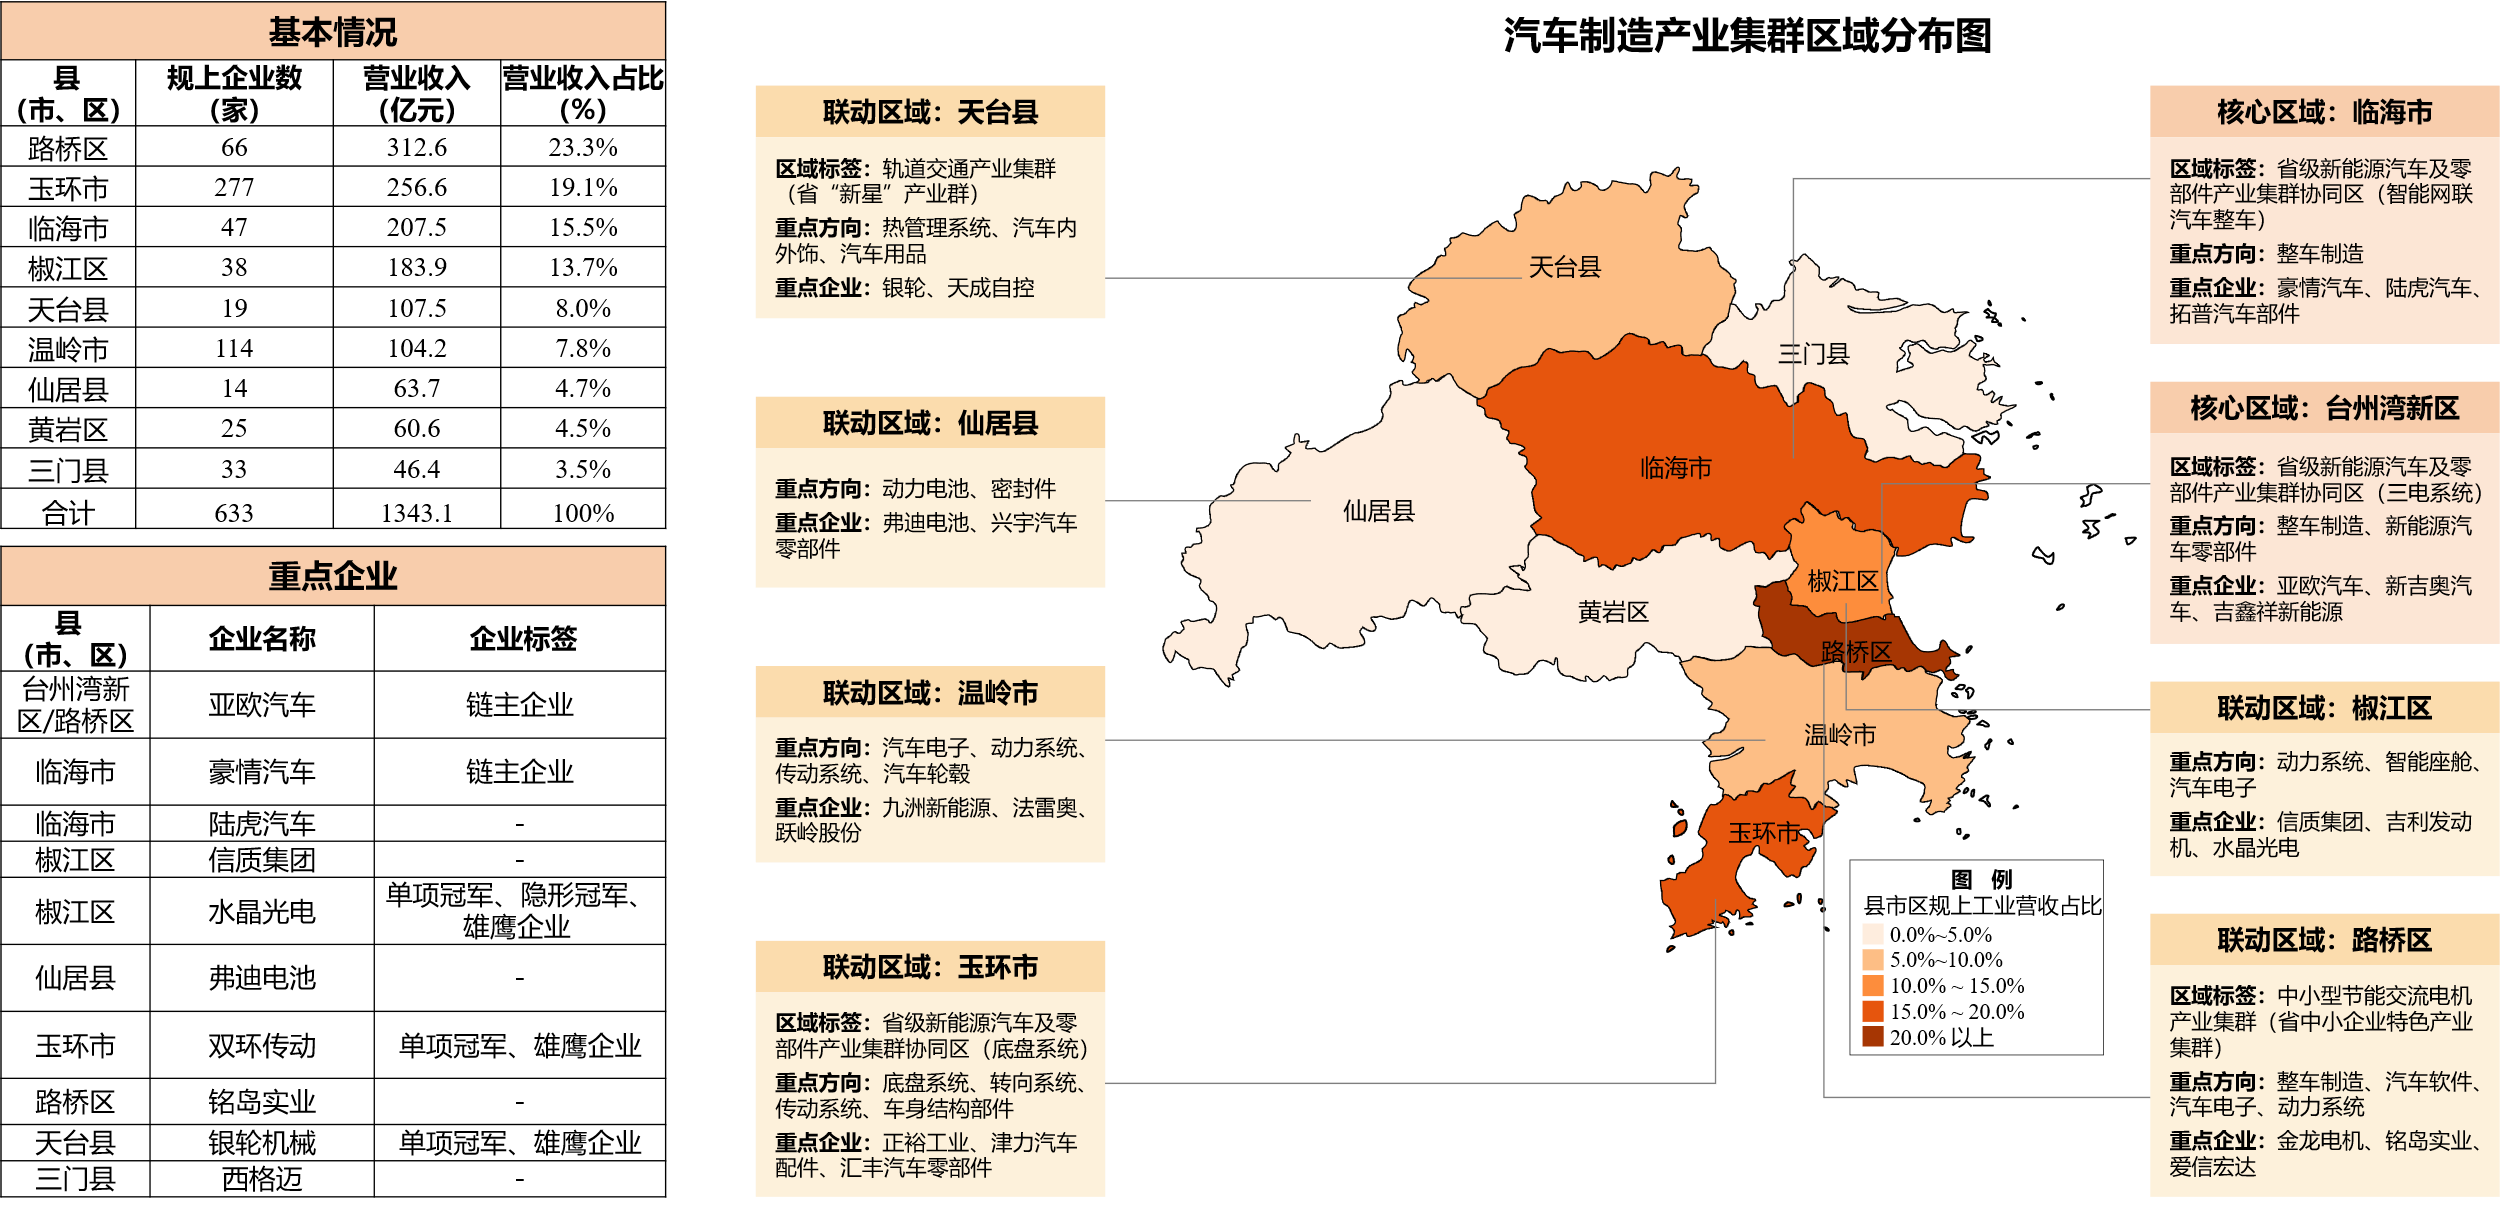 基本情况
县
（市、区）
规上企业数
（家）
营业收入
（亿元）
营业收入占比
（%）
路桥区 66 312.6 23.3%
玉环市 277 256.6 19.1%
临海市 47 207.5 15.5%
椒江区 38 183.9 13.7%
天台县 19 107.5 8.0%
温岭市 114 104.2 7.8%
仙居县 14 63.7 4.7%
黄岩区 25 60.6 4.5%
三门县 33 46.4 3.5%
合计 633 1343.1 100%
重点企业
县
（市、区）
企业名称
企业标签
台州湾新
区/路桥区
亚欧汽车
链主企业
临海市 豪情汽车 链主企业
临海市 陆虎汽车 -
椒江区 信质集团 -
椒江区
水晶光电
单项冠军、隐形冠军、
雄鹰企业
仙居县 弗迪电池 -
玉环市 双环传动 单项冠军、雄鹰企业
路桥区 铭岛实业 -
天台县 银轮机械 单项冠军、雄鹰企业
三门县 西格迈 -
汽车制造产业集群区域分布图
联动区域：天台县
区域标签：轨道交通产业集群
（省“新星”产业群）
重点方向：热管理系统、汽车内
外饰、汽车用品
重点企业：银轮、天成自控
联动区域：仙居县
重点方向：动力电池、密封件
重点企业：弗迪电池、兴宇汽车
零部件
联动区域：温岭市
重点方向：汽车电子、动力系统、
传动系统、汽车轮毂
重点企业：九洲新能源、法雷奥、
跃岭股份
联动区域：玉环市
区域标签：省级新能源汽车及零
部件产业集群协同区（底盘系统）
重点方向：底盘系统、转向系统、
传动系统、车身结构部件
重点企业：正裕工业、津力汽车
配件、汇丰汽车零部件
天台县
三门县
临海市
仙居县
椒江区
黄岩区
路桥区
温岭市
玉环市
图 例
县市区规上工业营收占比
0.0%~5.0%
5.0%~10.0%
10.0% ~ 15.0%
15.0% ~ 20.0%
20.0% 以上
核心区域：临海市
区域标签：省级新能源汽车及零
部件产业集群协同区（智能网联
汽车整车）
重点方向：整车制造
重点企业：豪情汽车、陆虎汽车、
拓普汽车部件
核心区域：台州湾新区
区域标签：省级新能源汽车及零
部件产业集群协同区（三电系统）
重点方向：整车制造、新能源汽
车零部件
重点企业：亚欧汽车、新吉奥汽
车、吉鑫祥新能源
联动区域：椒江区
重点方向：动力系统、智能座舱、
汽车电子
重点企业：信质集团、吉利发动
机、水晶光电
联动区域：路桥区
区域标签：中小型节能交流电机
产业集群（省中小企业特色产业
集群）
重点方向：整车制造、汽车软件、
汽车电子、动力系统
重点企业：金龙电机、铭岛实业、
爱信宏达